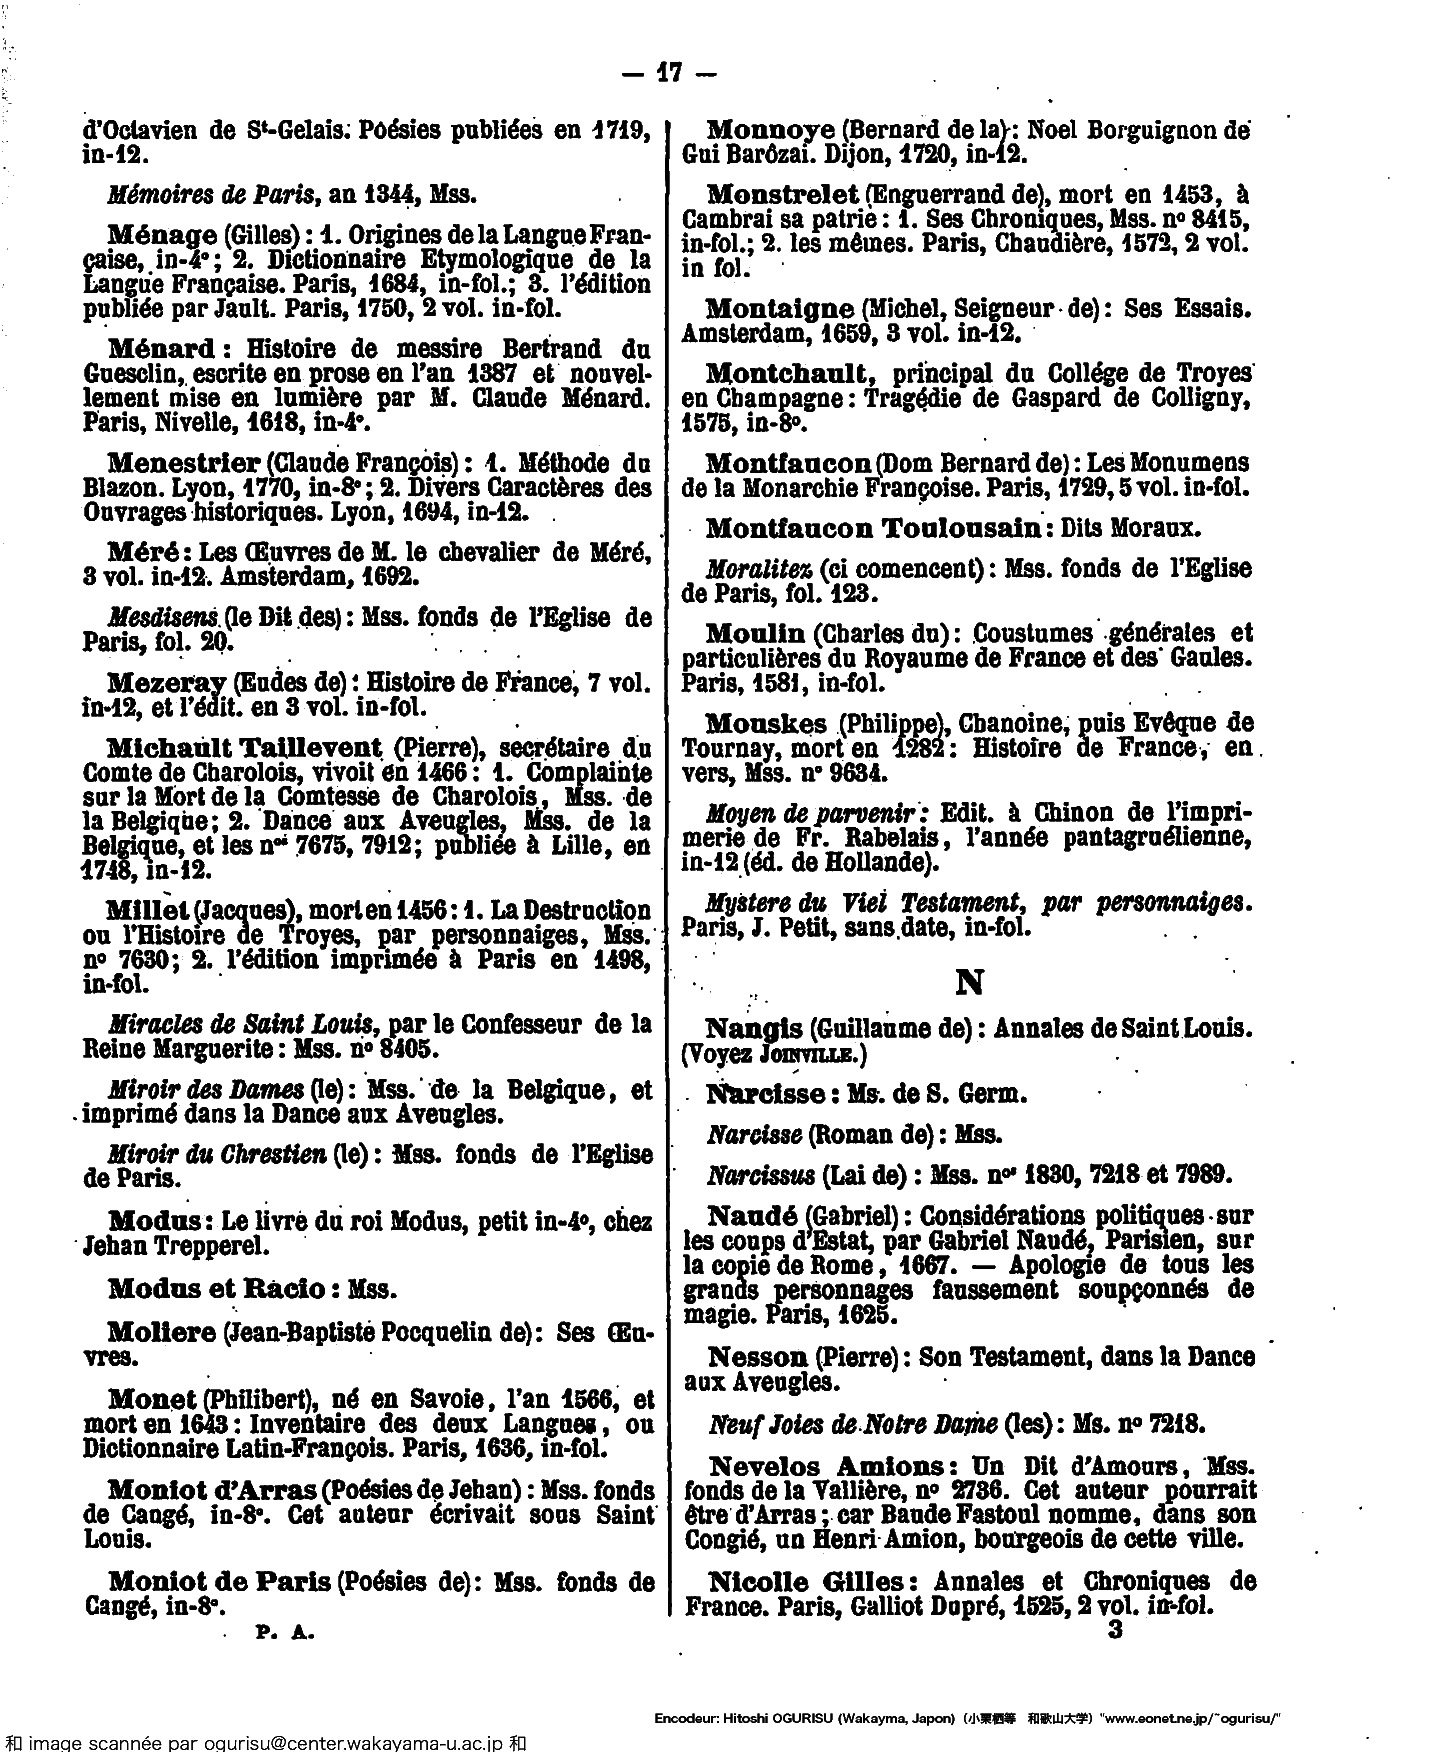 — 17 —
d'Octavien de St-Gelais. Poésies publiées en 1719,
in-12.
Mémoires de Paris, an 1344, Mss.
Ménage (Gilles) : 1. Origines de la Langue Fran-
çaise, in-4°; 2. Dictionnaire Etymologique de la
Langue Française. Paris, 1684, in-fol.; 3. l'édition
publiée par Jault. Paris, 1750, 2 vol. in-fol.
Ménard : Histoire de messire Bertrand du
Guesclin, escrite en prose en l'an 1387 et nouvel-
lement mise en lumière par M. Claude Ménard.
Paris, Nivelle, 1618, in-4°.
Menestrier (Claude François) : 1. Méthode du
Blazon. Lyon, 1770, in-8°; 2. Divers Caractères des
Ouvrages historiques. Lyon, 1694, in-12.
Méré : Les Œuvres de M. le chevalier de Méré,
3 vol. in-12. Amsterdam, 1692.
Mesdisens (le Dit des) : Mss. fonds de l'Eglise de
Paris, fol. 20.
Mezeray (Eudes de) : Histoire de France, 7 vol.
in-12, et l'édit. en 3 vol. in-fol.
Michault Taillevent (Pierre), secrétaire du
Comte de Charolois, vivoit en 1466 : 1. Complainte
sur la Mort de la Comtesse de Charolois, Mss. de
la Belgique; 2. Dance aux Aveugles, Mss. de la
Belgique, et les nos 7675, 7912; publiée à Lille, en
1748, in-12.
Millet (Jacques), mort en 1456 : 1. La Destruction
ou l'Histoire de Troyes, par personnaiges, Mss.
n° 7630; 2. l'édition imprimée à Paris en 1498,
in-fol.
Miracles de Saint Louis, par le Confesseur de la
Reine Marguerite : Mss. n° 8405.
Miroir des Dames (le) : Mss. de la Belgique, et
imprimé dans la Dance aux Aveugles.
Miroir du Chrestien (le) : Mss. fonds de l'Eglise
de Paris.
Modus : Le livre du roi Modus, petit in-4°, chez
Jehan Trepperel.
Modus et Racio : Mss.
Moliere (Jean-Baptiste Pocquelin de) : Ses Œu-
vres.
Monet (Philibert), né en Savoie, l'an 1566, et
mort en 1643 : Inventaire des deux Langues, ou
Dictionnaire Latin-François. Paris, 1636, in-fol.
Moniot d'Arras (Poésies de Jehan) : Mss. fonds
de Cangé, in-8°. Cet auteur écrivait sous Saint
Louis.
Moniot de Paris (Poésies de) : Mss. fonds de
Cangé, in-8°.
P. A.
Monnoye (Bernard de la) : Noel Borguignon de
Gui Barôzai. Dijon, 1720, in-12.
Monstrelet (Enguerrand de), mort en 1453, à
Cambrai sa patrie : 1. Ses Chroniques, Mss. n° 8415,
in-fol.; 2. les mêmes. Paris, Chaudière, 1572, 2 vol.
in fol.
Montaigne (Michel, Seigneur de) : Ses Essais.
Amsterdam, 1659, 3 vol. in-12.
Montchault, principal du Collége de Troyes
en Champagne : Tragédie de Gaspard de Colligny,
1575, in-8°.
Montfaucon (Dom Bernard de) : Les Monumens
de la Monarchie Françoise. Paris, 1729, 5 vol. in-fol.
Montfaucon Toulousain : Dits Moraux.
Moralitez (ci comencent) : Mss. fonds de l'Eglise
de Paris, fol. 123.
Moulin (Charles du) : Coustumes générales et
particulières du Royaume de France et des Gaules.
Paris, 1581, in-fol.
Mouskes (Philippe), Chanoine, puis Evêque de
Tournay, mort en 1282 : Histoire de France, en
vers, Mss. n° 9634.
Moyen de parvenir : Edit. à Chinon de l'impri-
merie de Fr. Rabelais, l'année pantagruélienne,
in-12 (éd. de Hollande).
Mystere du Viel Testament, par personnaiges.
Paris, J. Petit, sans date, in-fol.
N
Nangis (Guillaume de) : Annales de Saint Louis.
(Voyez JOINVILLE.)
Narcisse : Ms. de S. Germ.
Narcisse (Roman de) : Mss.
Narcissus (Lai de) : Mss. nos 1830, 7218 et 7989.
Naudé (Gabriel) : Considérations politiques sur
les coups d'Estat, par Gabriel Naudé, Parisien, sur
la copie de Rome, 1667. — Apologie de tous les
grands personnages faussement soupçonnés de
magie. Paris, 1625.
Nesson (Pierre) : Son Testament, dans la Dance
aux Aveugles.
Neuf Joies de Notre Dame (les) : Ms. n° 7218.
Nevelos Amions : Un Dit d'Amours, Mss.
fonds de la Vallière, n° 2736. Cet auteur pourrait
être d'Arras; car Baude Fastoul nomme, dans son
Congié, un Henri Amion, bourgeois de cette ville.
Nicolle Gilles : Annales et Chroniques de
France. Paris, Galliot Dupré, 1525, 2 vol. in-fol.
3
Encodeur: Hitoshi OGURISU (Wakayma, Japon) (小栗栖等 和歌山大学) "www.eonet.ne.jp/~ogurisu/"
和 image scannée par ogurisu@center.wakayama-u.ac.jp 和